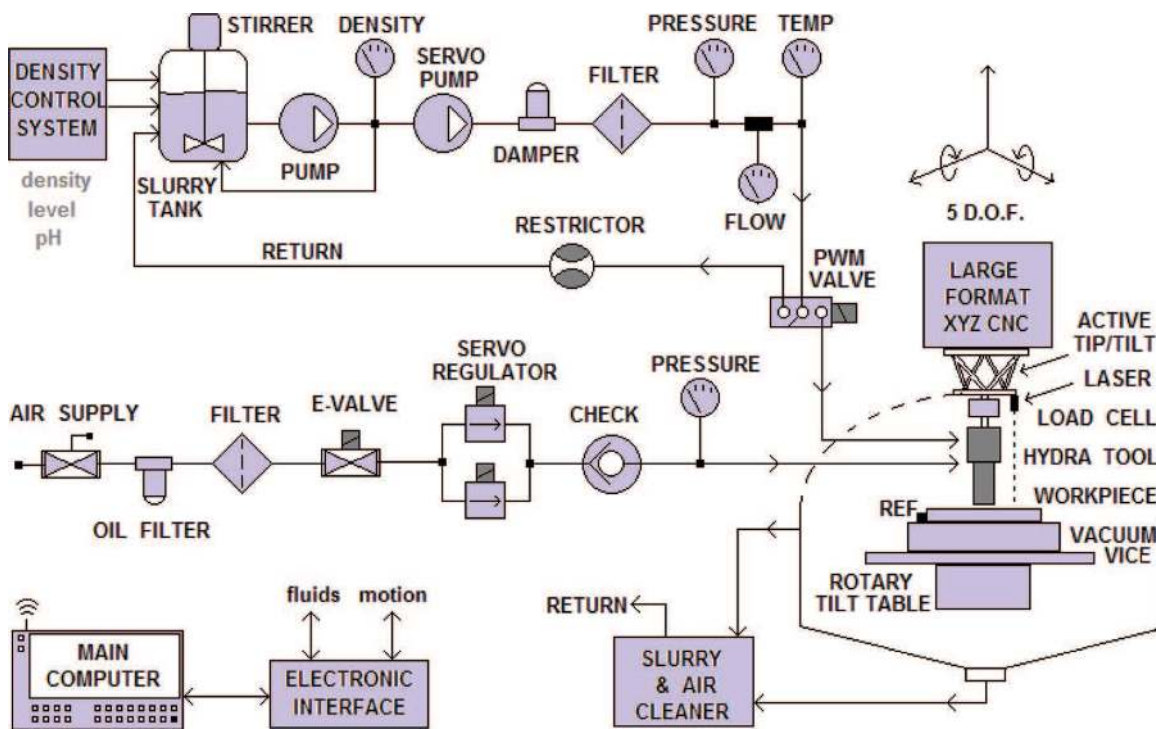 STIRRER
DENSITY
SERVO
PUMP
PRESSURE
TEMP
FILTER
DENSITY
CONTROL
SYSTEM
DAMPER
PUMP
density
level
pH
SLURRY
TANK
FLOW
5 D.O.F.
RETURN
RESTRICTOR
PWM
VALVE
LARGE
FORMAT
XYZ CNC
ACTIVE
TIP/TILT
LASER
LOAD CELL
HYDRA TOOL
WORKPIECE
REF
VACUUM
VICE
ROTARY
TILT TABLE
AIR SUPPLY
FILTER
E-VALVE
SERVO
REGULATOR
CHECK
PRESSURE
OIL FILTER
fluids
motion
MAIN
COMPUTER
ELECTRONIC
INTERFACE
RETURN
SLURRY
& AIR
CLEANER